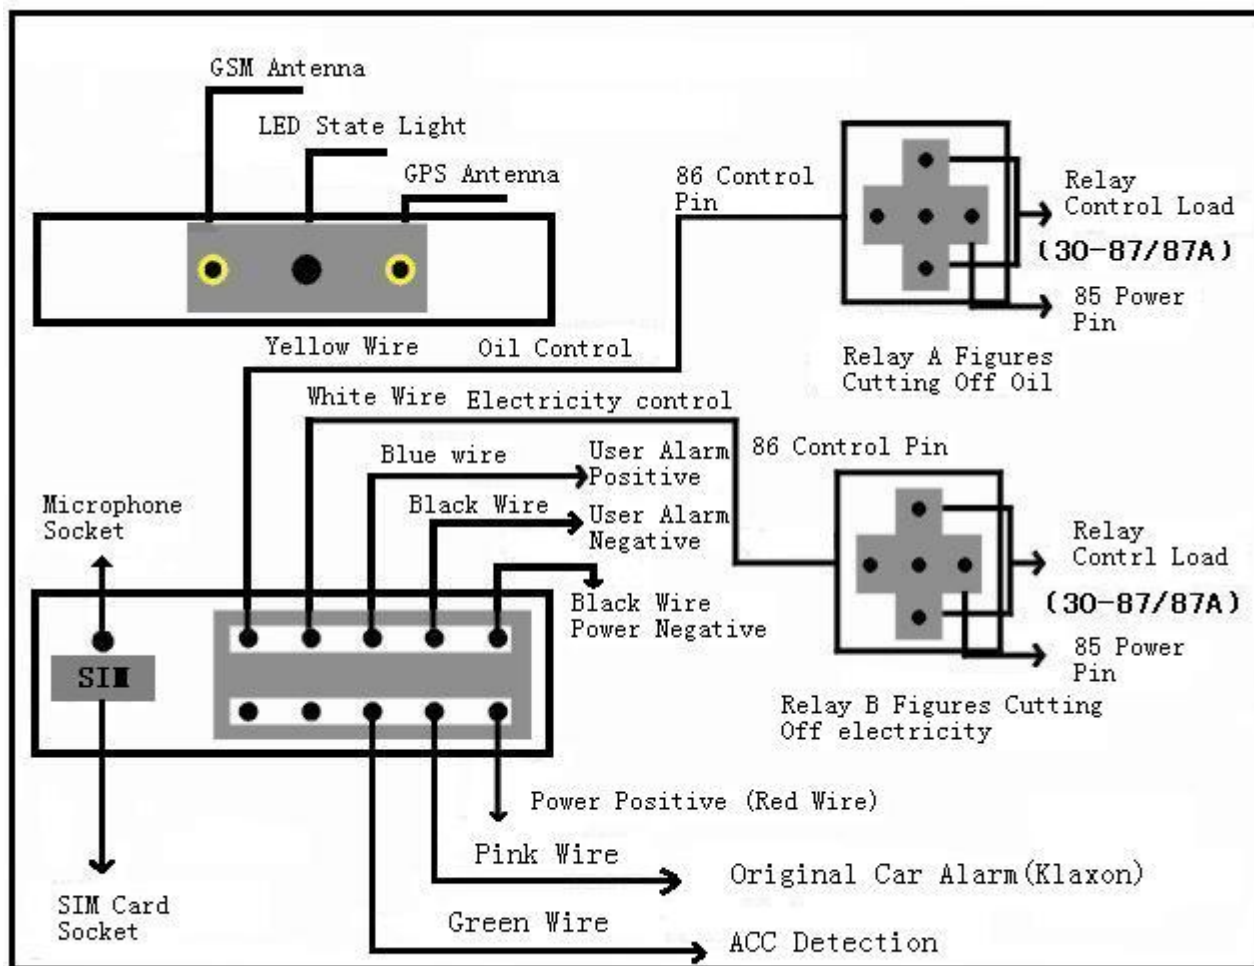 GSM Antenna
LED State Light
GPS Antenna
86 Control
Pin
Relay
Control Load
(30-87/87A)
85 Power
Pin
Relay A Figures
Cutting Off Oil
Yellow Wire
Oil Control
White Wire
Electricity control
Blue wire
User Alarm
Positive
Black Wire
User Alarm
Negative
86 Control Pin
Microphone
Socket
Black Wire
Power Negative
Relay
Contrl Load
(30-87/87A)
85 Power
Pin
Relay B Figures Cutting
Off electricity
SIM
Power Positive (Red Wire)
Pink Wire
Original Car Alarm(Klaxon)
SIM Card
Socket
Green Wire
ACC Detection